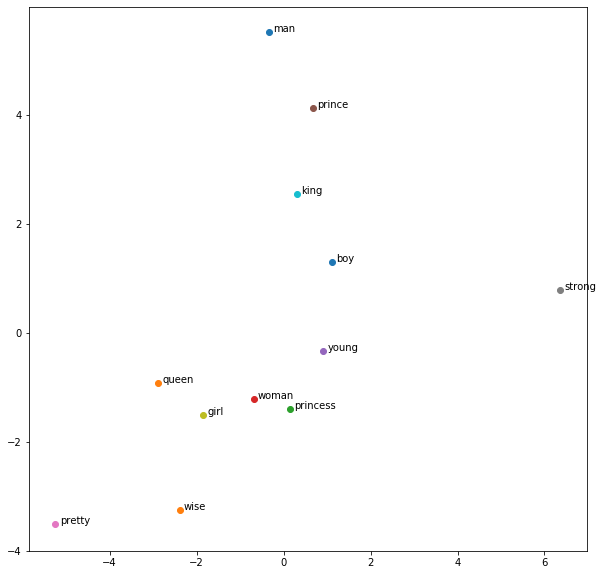 man
prince
4
king
2
boy
strong
0
young
queen
woman
princess
girl
−2
wise
pretty
−4
−4
−2
0
2
4
6